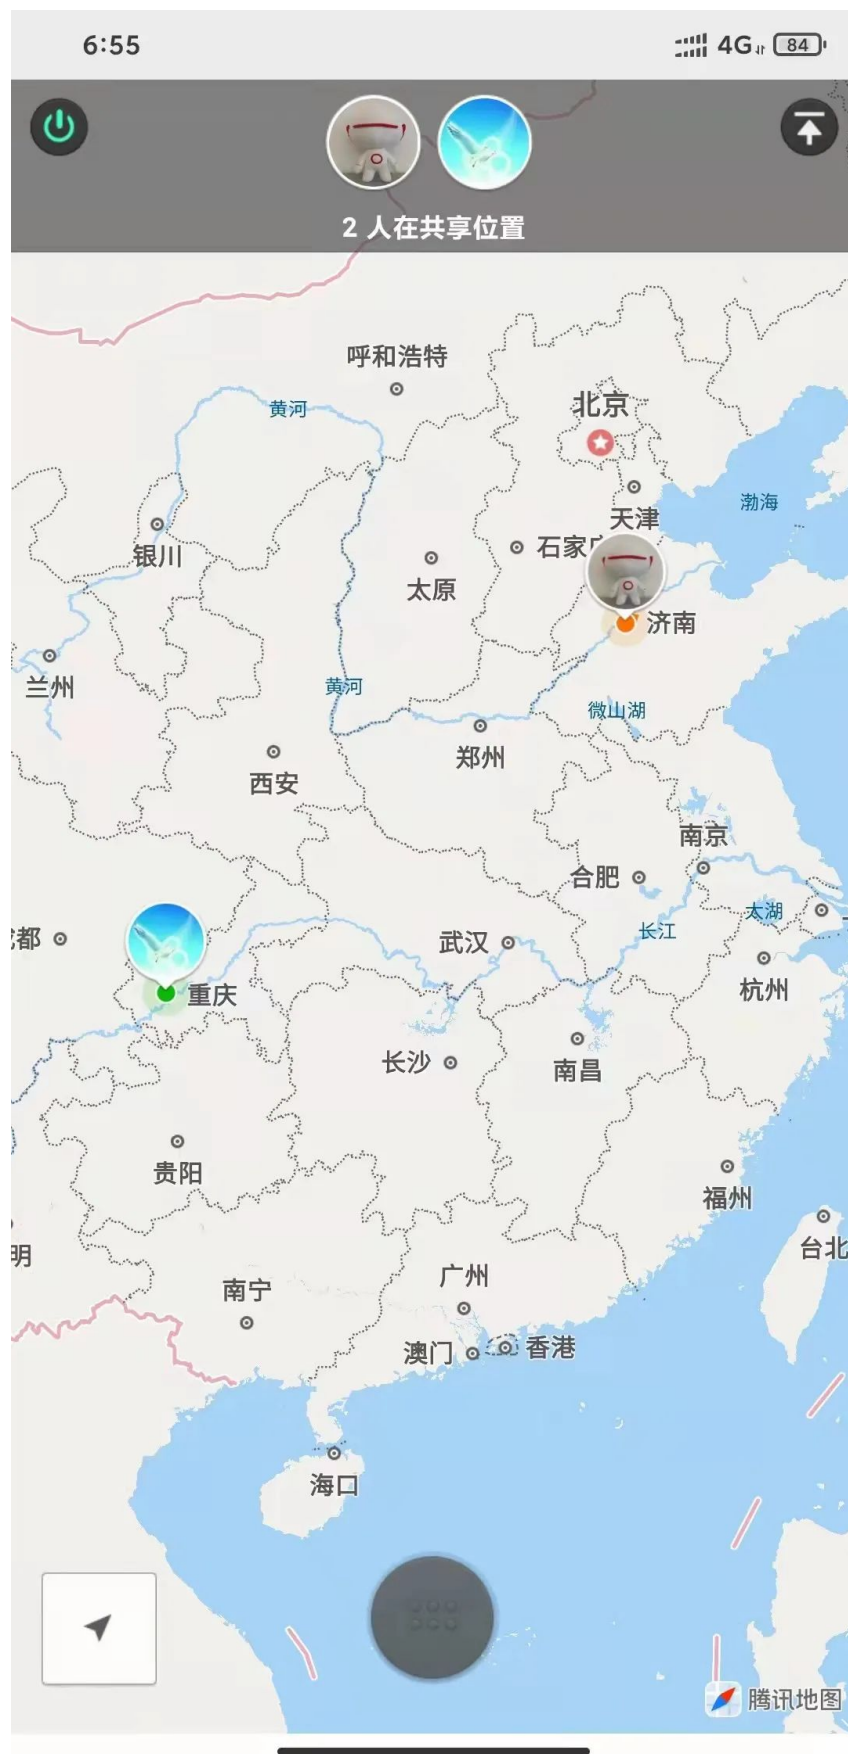 6:55
4G
84
2 人在共享位置
呼和浩特
黄河
北京
渤海
天津
银川
石家
太原
济南
兰州
黄河
微山湖
郑州
西安
南京
合肥
太湖
都
武汉
长江
杭州
重庆
长沙
南昌
贵阳
福州
明
台北
南宁
广州
澳门
香港
海口
腾讯地图